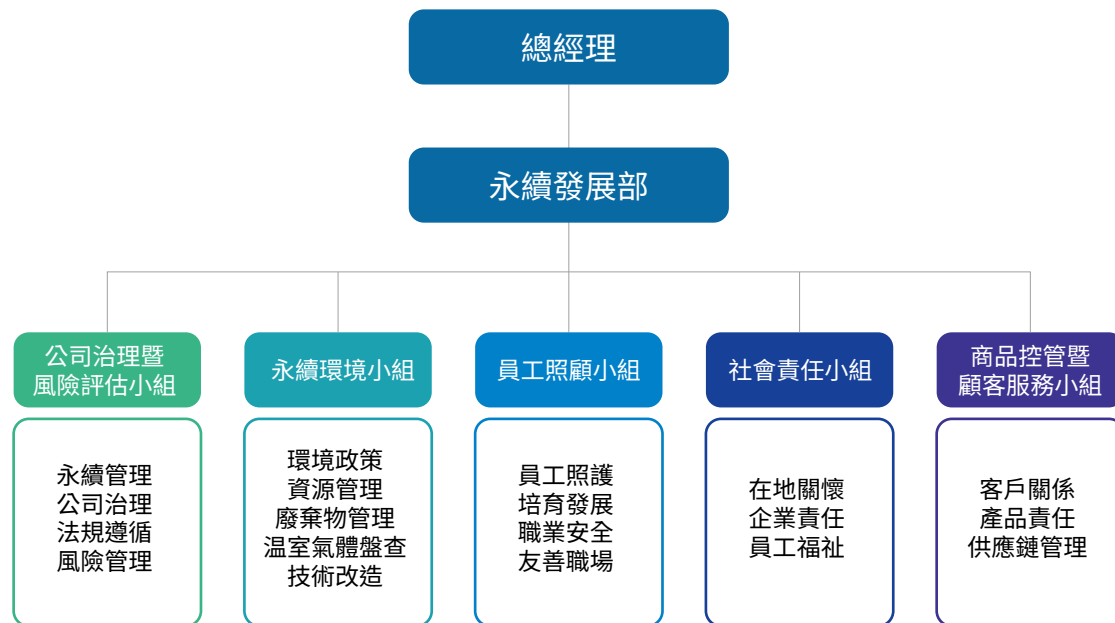 總經理
永續發展部
公司治理暨
風險評估小組
永續管理
公司治理
法規遵循
風險管理
永續環境小組
環境政策
資源管理
廢棄物管理
温室氣體盤查
技術改造
員工照顧小組
員工照護
培育發展
職業安全
友善職場
社會責任小組
在地關懷
企業責任
員工福祉
商品控管暨
顧客服務小組
客戶關係
產品責任
供應鏈管理